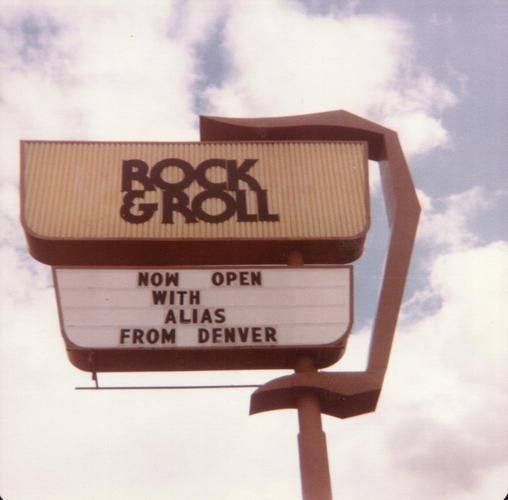 ROCK
& ROLL
NOW OPEN
WITH
ALIAS
FROM DENVER